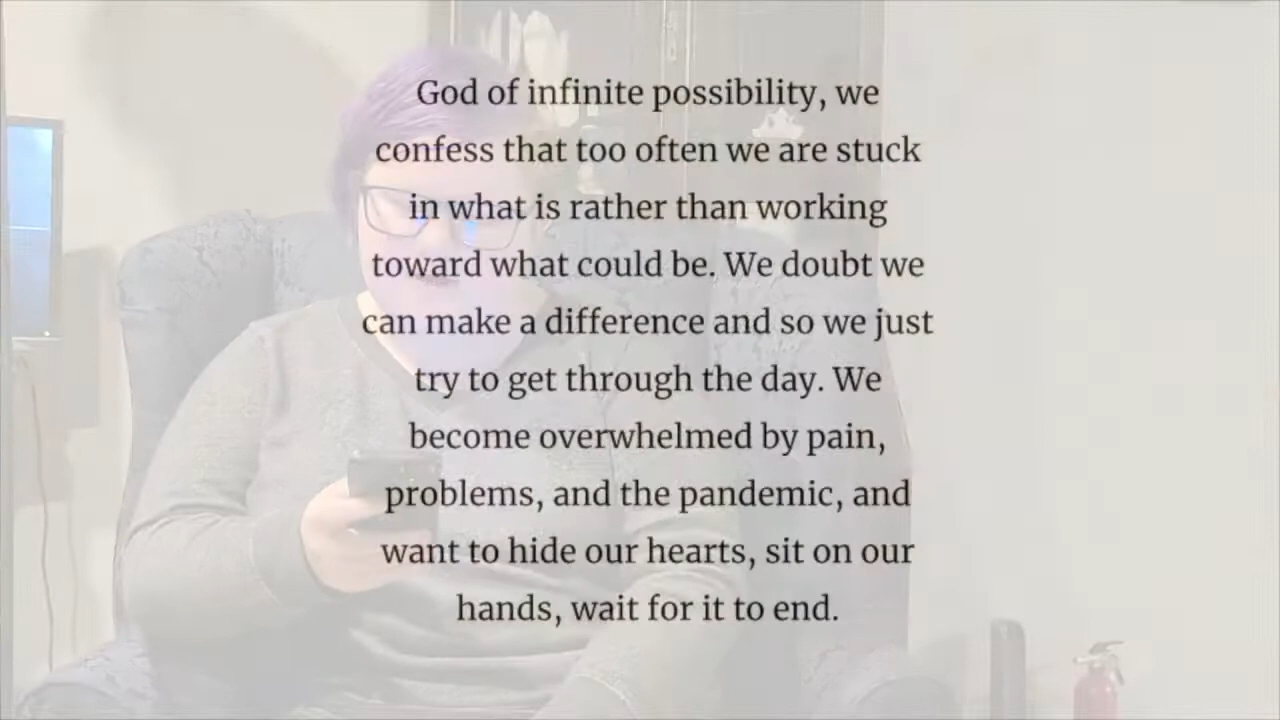 God of infinite possibility, we
confess that too often we are stuck
in what is rather than working
toward what could be. We doubt we
can make a difference and so we just
try to get through the day. We
become overwhelmed by pain,
problems, and the pandemic, and
want to hide our hearts, sit on our
hands, wait for it to end.